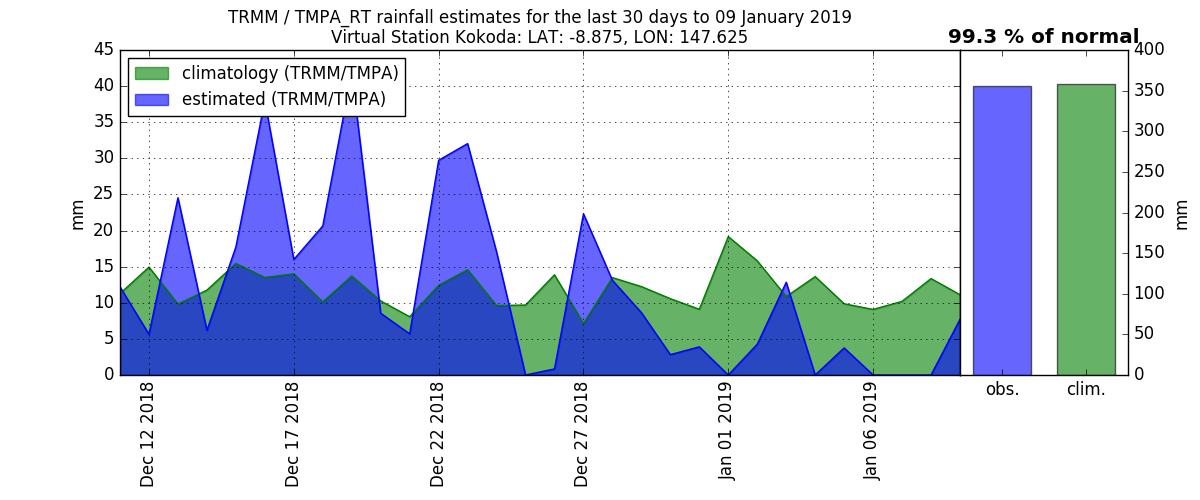 TRMM / TMPA_RT rainfall estimates for the last 30 days to 09 January 2019
Virtual Station Kokoda: LAT: -8.875, LON: 147.625
99.3 % of normal
climatology (TRMM/TMPA)
estimated (TRMM/TMPA)
45
40
35
30
25
20
15
10
5
0
mm
400
350
300
250
200
150
100
50
0
mm
Dec 12 2018
Dec 17 2018
Dec 22 2018
Dec 27 2018
Jan 01 2019
Jan 06 2019
obs.
clim.